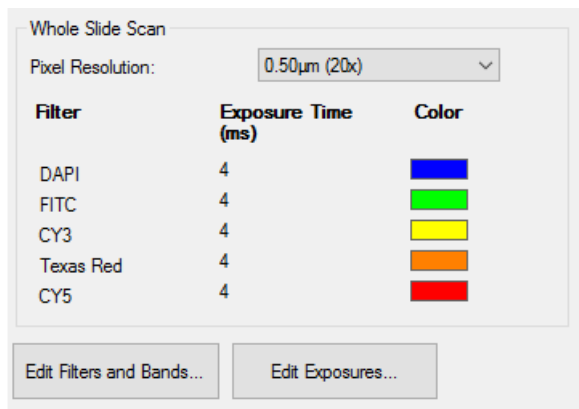 Whole Slide Scan
Pixel Resolution: 0.50µm (20x)
Filter Exposure Time (ms) Color
DAPI 4
FITC 4
CY3 4
Texas Red 4
CY5 4
Edit Filters and Bands... Edit Exposures...